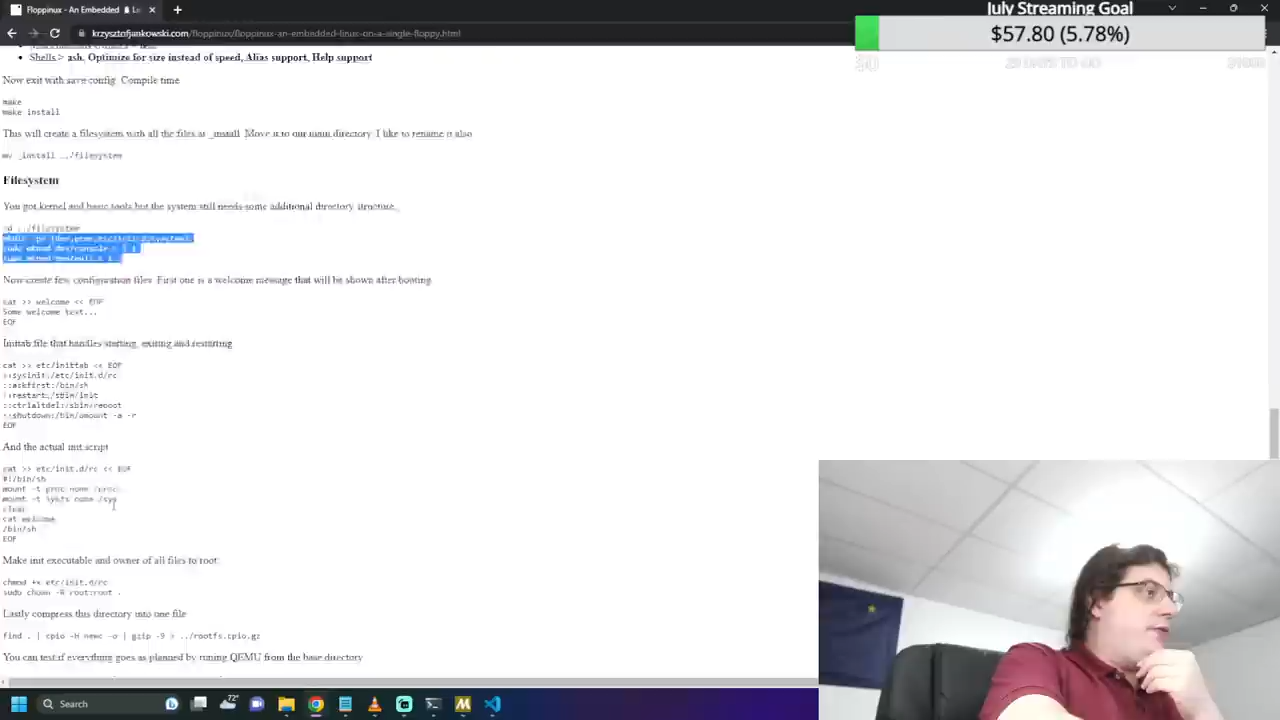 Floppinux - An Embedded
July Streaming Goal
krzysztofjankowski.com/floppinux/floppinux-an-embedded-linux-on-a-single-floppy.html
$57.80 (5.78%)
Shells > ash, Optimize for size instead of speed, Alias support, Help support
$0
29 DAYS TO GO
$1000
Now exit with save config. Compile time
make
make install
This will create a filesystem with all the files at _install. Move it to our main directory. I like to rename it also
mv _install ../filesystem
Filesystem
You got kernel and basic tools but the system still needs some additional directory structure.
cd ../filesystem
Now create few configuration files. First one is a welcome message that will be shown after booting
cat >> welcome << EOF
Some welcome text...
EOF
Inittab file that handles starting, exiting and restarting
cat >> etc/inittab << EOF
::sysinit:/etc/init.d/rc
::askfirst:/bin/sh
::restart:/sbin/init
::ctrlaltdel:/sbin/reboot
::shutdown:/bin/umount -a -r
EOF
And the actual init script
cat >> etc/init.d/rc << EOF
#!/bin/sh
mount -t proc none /proc
mount -t sysfs none /sys
clear
cat welcome
/bin/sh
EOF
Make init executable and owner of all files to root:
chmod +x etc/init.d/rc
sudo chown -R root:root .
Lastly compress this directory into one file
find . | cpio -H newc -o | gzip -9 > ../rootfs.cpio.gz
You can test if everything goes as planned by runing QEMU from the base directory
Search
72°